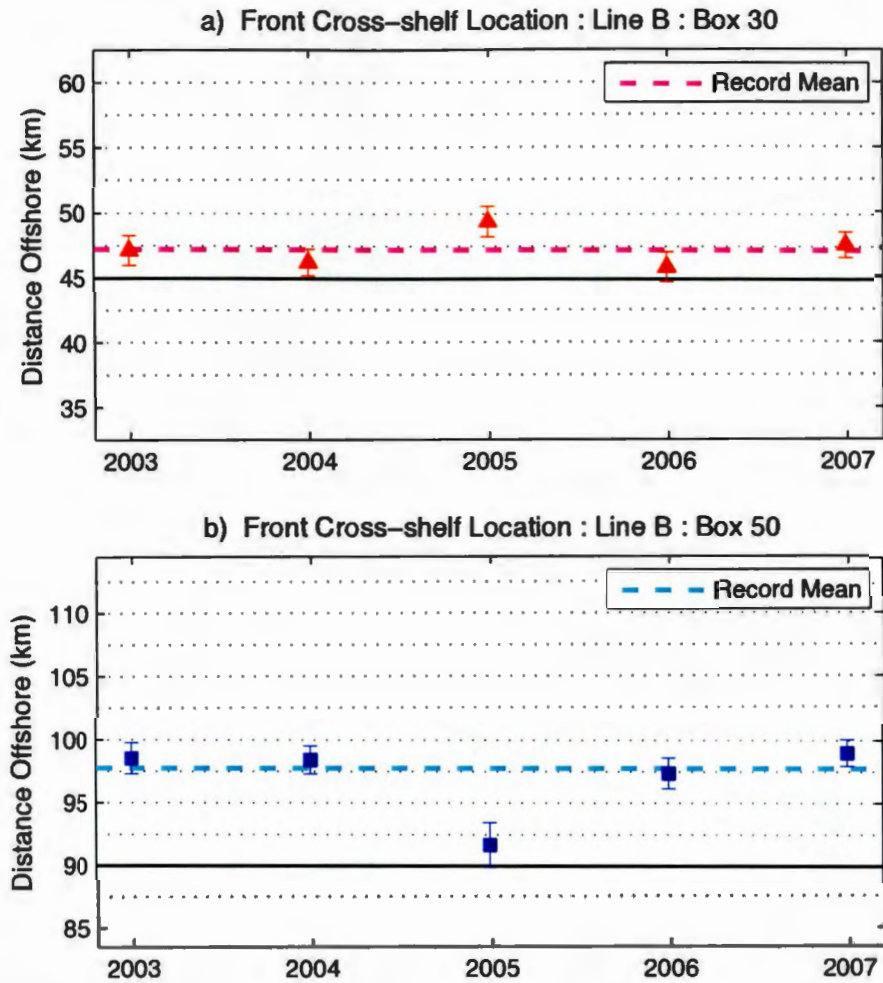 a) Front Cross-shelf Location : Line B : Box 30
Record Mean
Distance Offshore (km)
60
55
50
45
40
35
2003 2004 2005 2006 2007
b) Front Cross-shelf Location : Line B : Box 50
Record Mean
Distance Offshore (km)
110
105
100
95
90
85
2003 2004 2005 2006 2007